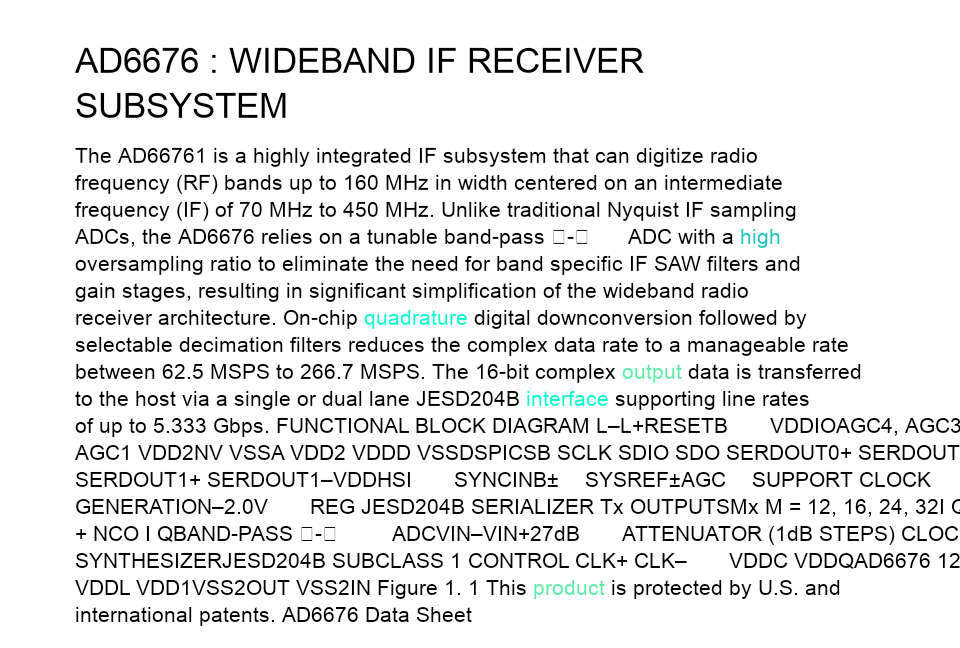 AD6676 : WIDEBAND IF RECEIVER
SUBSYSTEM
The AD66761 is a highly integrated IF subsystem that can digitize radio
frequency (RF) bands up to 160 MHz in width centered on an intermediate
frequency (IF) of 70 MHz to 450 MHz. Unlike traditional Nyquist IF sampling
ADCs, the AD6676 relies on a tunable band-pass □-□ ADC with a high
oversampling ratio to eliminate the need for band specific IF SAW filters and
gain stages, resulting in significant simplification of the wideband radio
receiver architecture. On-chip quadrature digital downconversion followed by
selectable decimation filters reduces the complex data rate to a manageable rate
between 62.5 MSPS to 266.7 MSPS. The 16-bit complex output data is transferred
to the host via a single or dual lane JESD204B interface supporting line rates
of up to 5.333 Gbps. FUNCTIONAL BLOCK DIAGRAM L–L+RESETB VDDIOAGC4, AGC3
AGC1 VDD2NV VSSA VDD2 VDDD VSSDSPICSB SCLK SDIO SDO SERDOUT0+ SERDOUT
SERDOUT1+ SERDOUT1–VDDHSI SYNCINB± SYSREF±AGC SUPPORT CLOCK
GENERATION–2.0V REG JESD204B SERIALIZER Tx OUTPUTSMx M = 12, 16, 24, 32I
+ NCO I QBAND-PASS □-□ ADCVIN–VIN+27dB ATTENUATOR (1dB STEPS) CLOC
SYNTHESIZERJESD204B SUBCLASS 1 CONTROL CLK+ CLK– VDDC VDDQAD6676 12
VDDL VDD1VSS2OUT VSS2IN Figure 1. 1 This product is protected by U.S. and
international patents. AD6676 Data Sheet